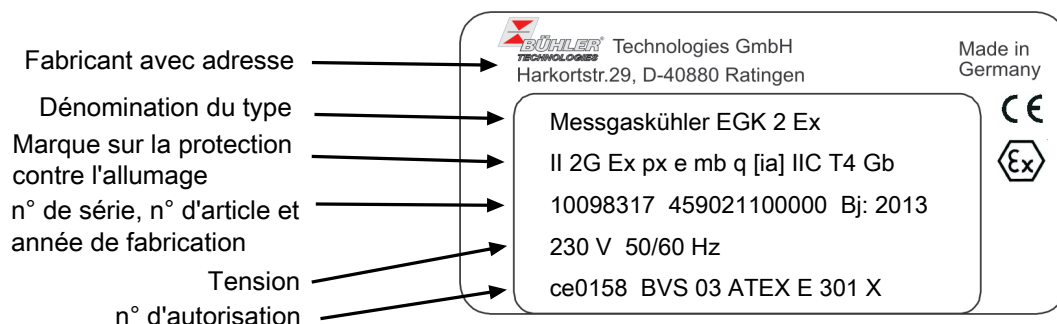 Fabricant avec adresse
Dénomination du type
Marque sur la protection
contre l'allumage
n° de série, n° d'article et
année de fabrication
Tension
n° d'autorisation
BÜHLER Technologies GmbH
TECHNOLOGIES
Harkortstr.29, D-40880 Ratingen
Made in
Germany
CE
Messgaskühler EGK 2 Ex
II 2G Ex px e mb q [ia] IIC T4 Gb
Ex
10098317 459021100000 Bj: 2013
230 V 50/60 Hz
ce0158 BVS 03 ATEX E 301 X